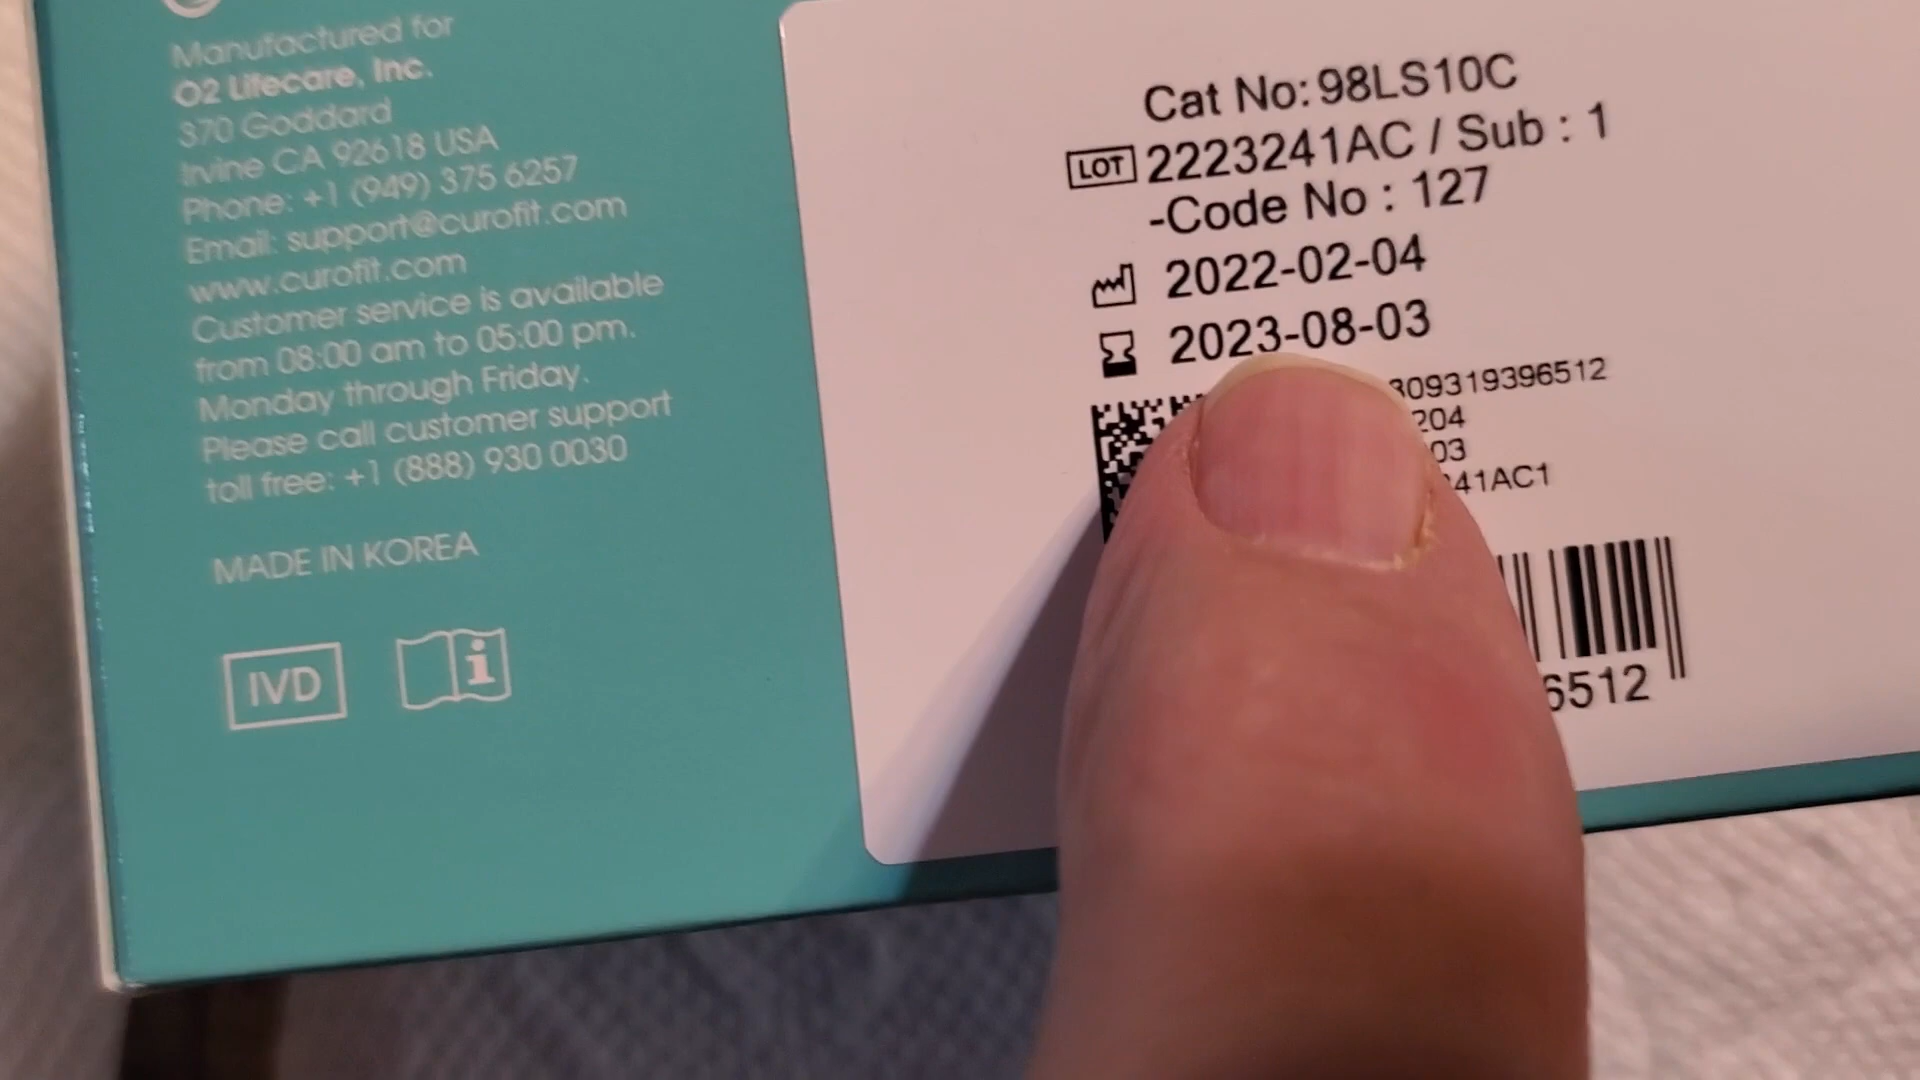 Manufactured for
O2 Lifecare, Inc.
370 Goddard
Irvine CA 92618 USA
Phone: +1 (949) 375 6257
Email: support@curofit.com
www.curofit.com
Customer service is available
from 08:00 am to 05:00 pm.
Monday through Friday.
Please call customer support
toll free: +1 (888) 930 0030
MADE IN KOREA
IVD
i
Cat No: 98LS10C
LOT 2223241AC / Sub : 1
-Code No : 127
2022-02-04
2023-08-03
309319396512
204
03
41AC1
6512